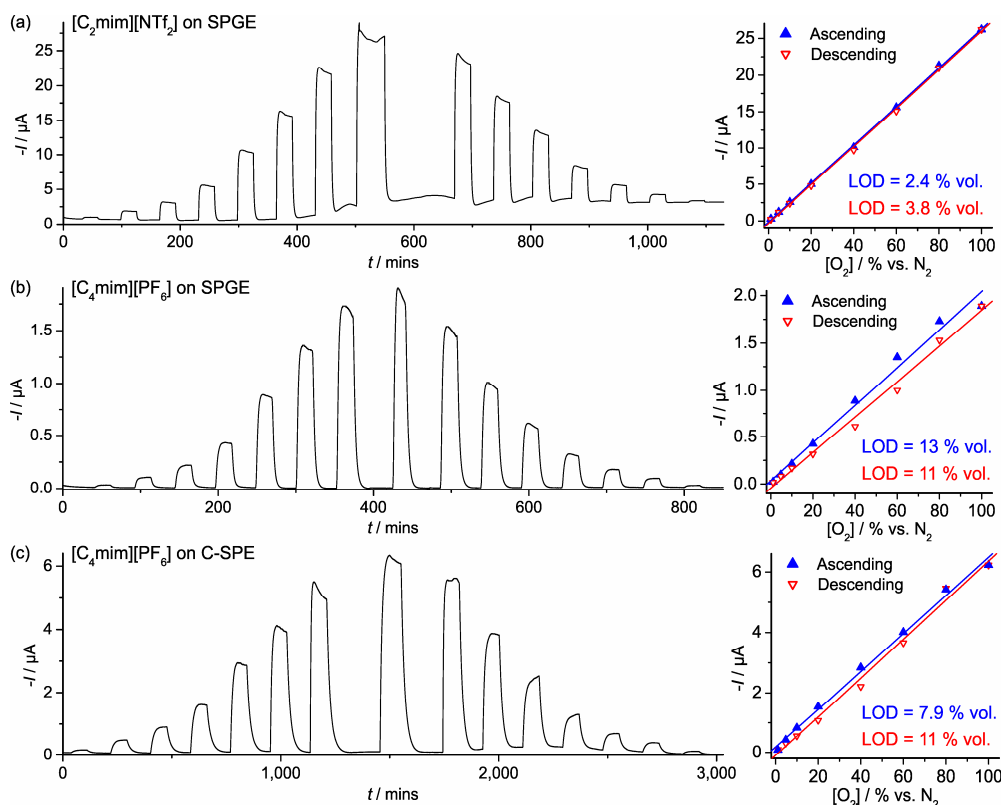 (a) [C₂mim][NTf₂] on SPGE
-I / µA
25
20
15
10
5
0
0 200 400 600 800 1,000
t / mins
Ascending
Descending
-I / µA
25
20
15
10
5
0
LOD = 2.4 % vol.
LOD = 3.8 % vol.
0 20 40 60 80 100
[O₂] / % vs. N₂
(b) [C₄mim][PF₆] on SPGE
-I / µA
1.5
1.0
0.5
0.0
0 200 400 600 800
t / mins
Ascending
Descending
-I / µA
2.0
1.5
1.0
0.5
0.0
LOD = 13 % vol.
LOD = 11 % vol.
0 20 40 60 80 100
[O₂] / % vs. N₂
(c) [C₄mim][PF₆] on C-SPE
-I / µA
6
4
2
0
0 1,000 2,000 3,000
t / mins
Ascending
Descending
-I / µA
6
4
2
0
LOD = 7.9 % vol.
LOD = 11 % vol.
0 20 40 60 80 100
[O₂] / % vs. N₂